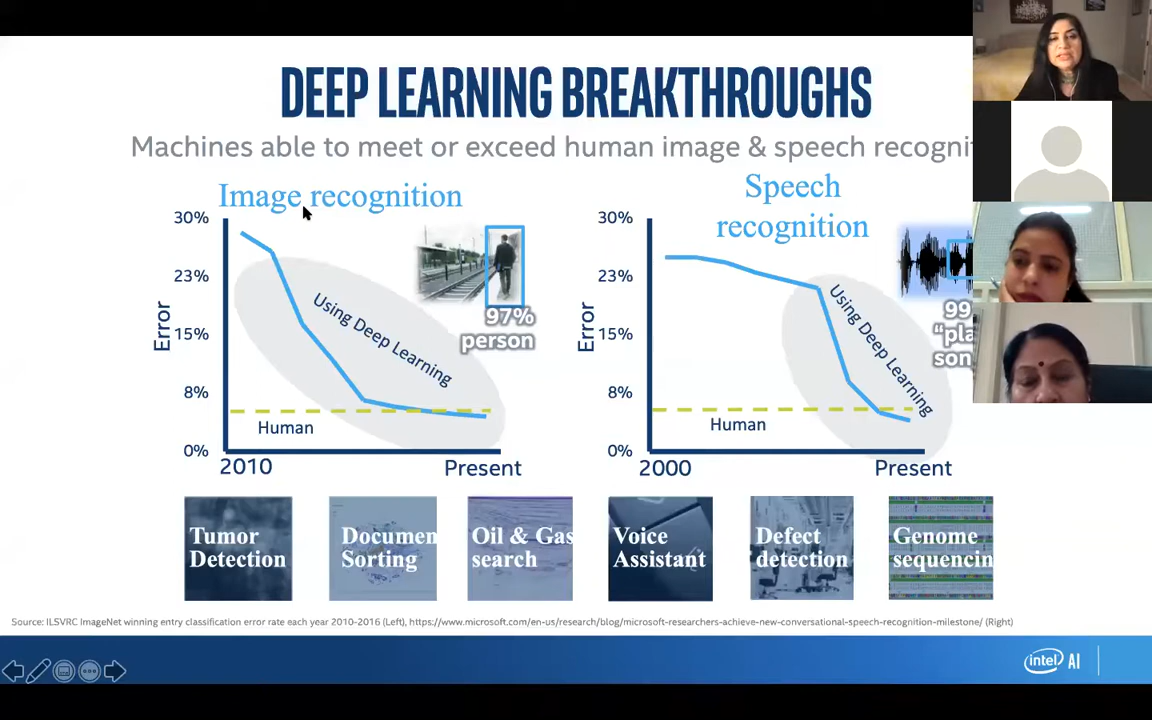 DEEP LEARNING BREAKTHROUGHS
Machines able to meet or exceed human image & speech recogniti
Image recognition
30%
23%
15%
8%
0%
Error
Using Deep Learning
97%
person
Human
2010
Present
Speech
recognition
30%
23%
15%
8%
0%
Error
Using Deep Learning
99
“pla
son
Human
2000
Present
Tumor
Detection
Documen
Sorting
Oil & Gas
search
Voice
Assistant
Defect
detection
Genome
sequencin
Source: ILSVRC ImageNet winning entry classification error rate each year 2010-2016 (Left), https://www.microsoft.com/en-us/research/blog/microsoft-researchers-achieve-new-conversational-speech-recognition-milestone/ (Right)
intel AI